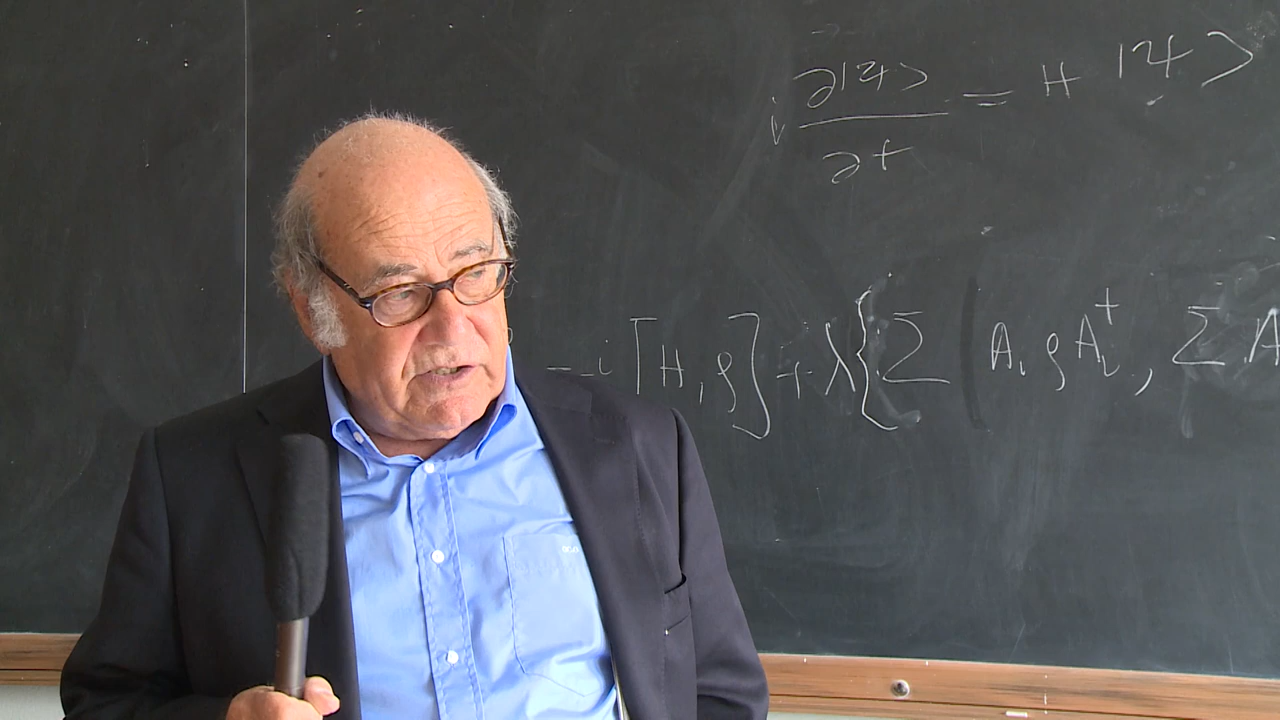 i ∂|ψ> / ∂t = H |ψ>
-i [H, ρ] + λ{Σ A_i ρ A_i^†, Σ A